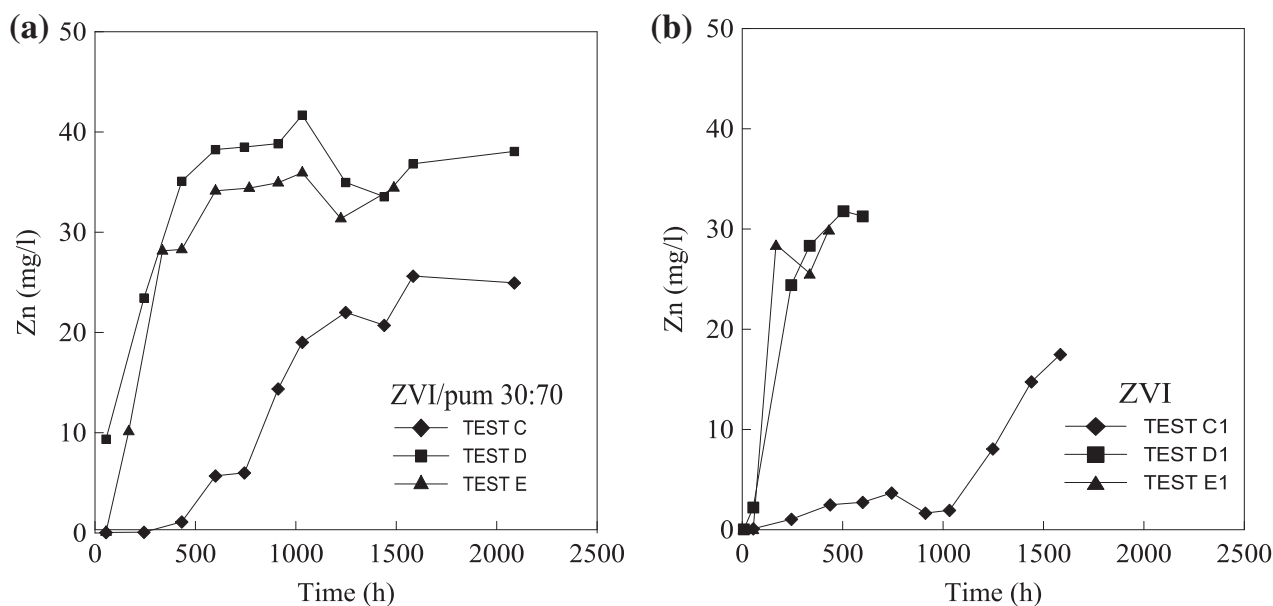 (a)
50
40
30
20
10
0
Zn (mg/l)
0 500 1000 1500 2000 2500
Time (h)
ZVI/pum 30:70
TEST C
TEST D
TEST E
(b)
50
40
30
20
10
0
Zn (mg/l)
0 500 1000 1500 2000 2500
Time (h)
ZVI
TEST C1
TEST D1
TEST E1